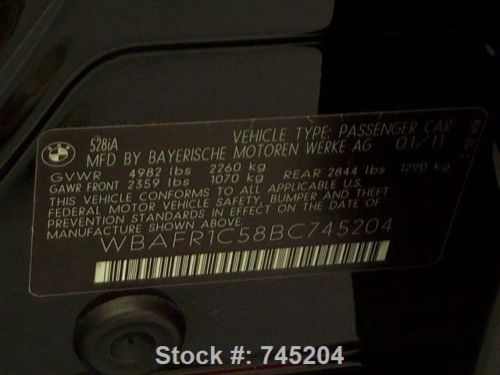 BMW
528iA
VEHICLE TYPE: PASSENGER CAR
MFD BY BAYERISCHE MOTOREN WERKE AG 01/11
GVWR 4982 lbs 2260 kg
GAWR FRONT 2359 lbs 1070 kg REAR 2844 lbs 1290 kg
THIS VEHICLE CONFORMS TO ALL APPLICABLE U.S.
FEDERAL MOTOR VEHICLE SAFETY, BUMPER AND THEFT
PREVENTION STANDARDS IN EFFECT ON THE DATE OF
MANUFACTURE SHOWN ABOVE.
WBAFR1C58BC745204
Stock #: 745204